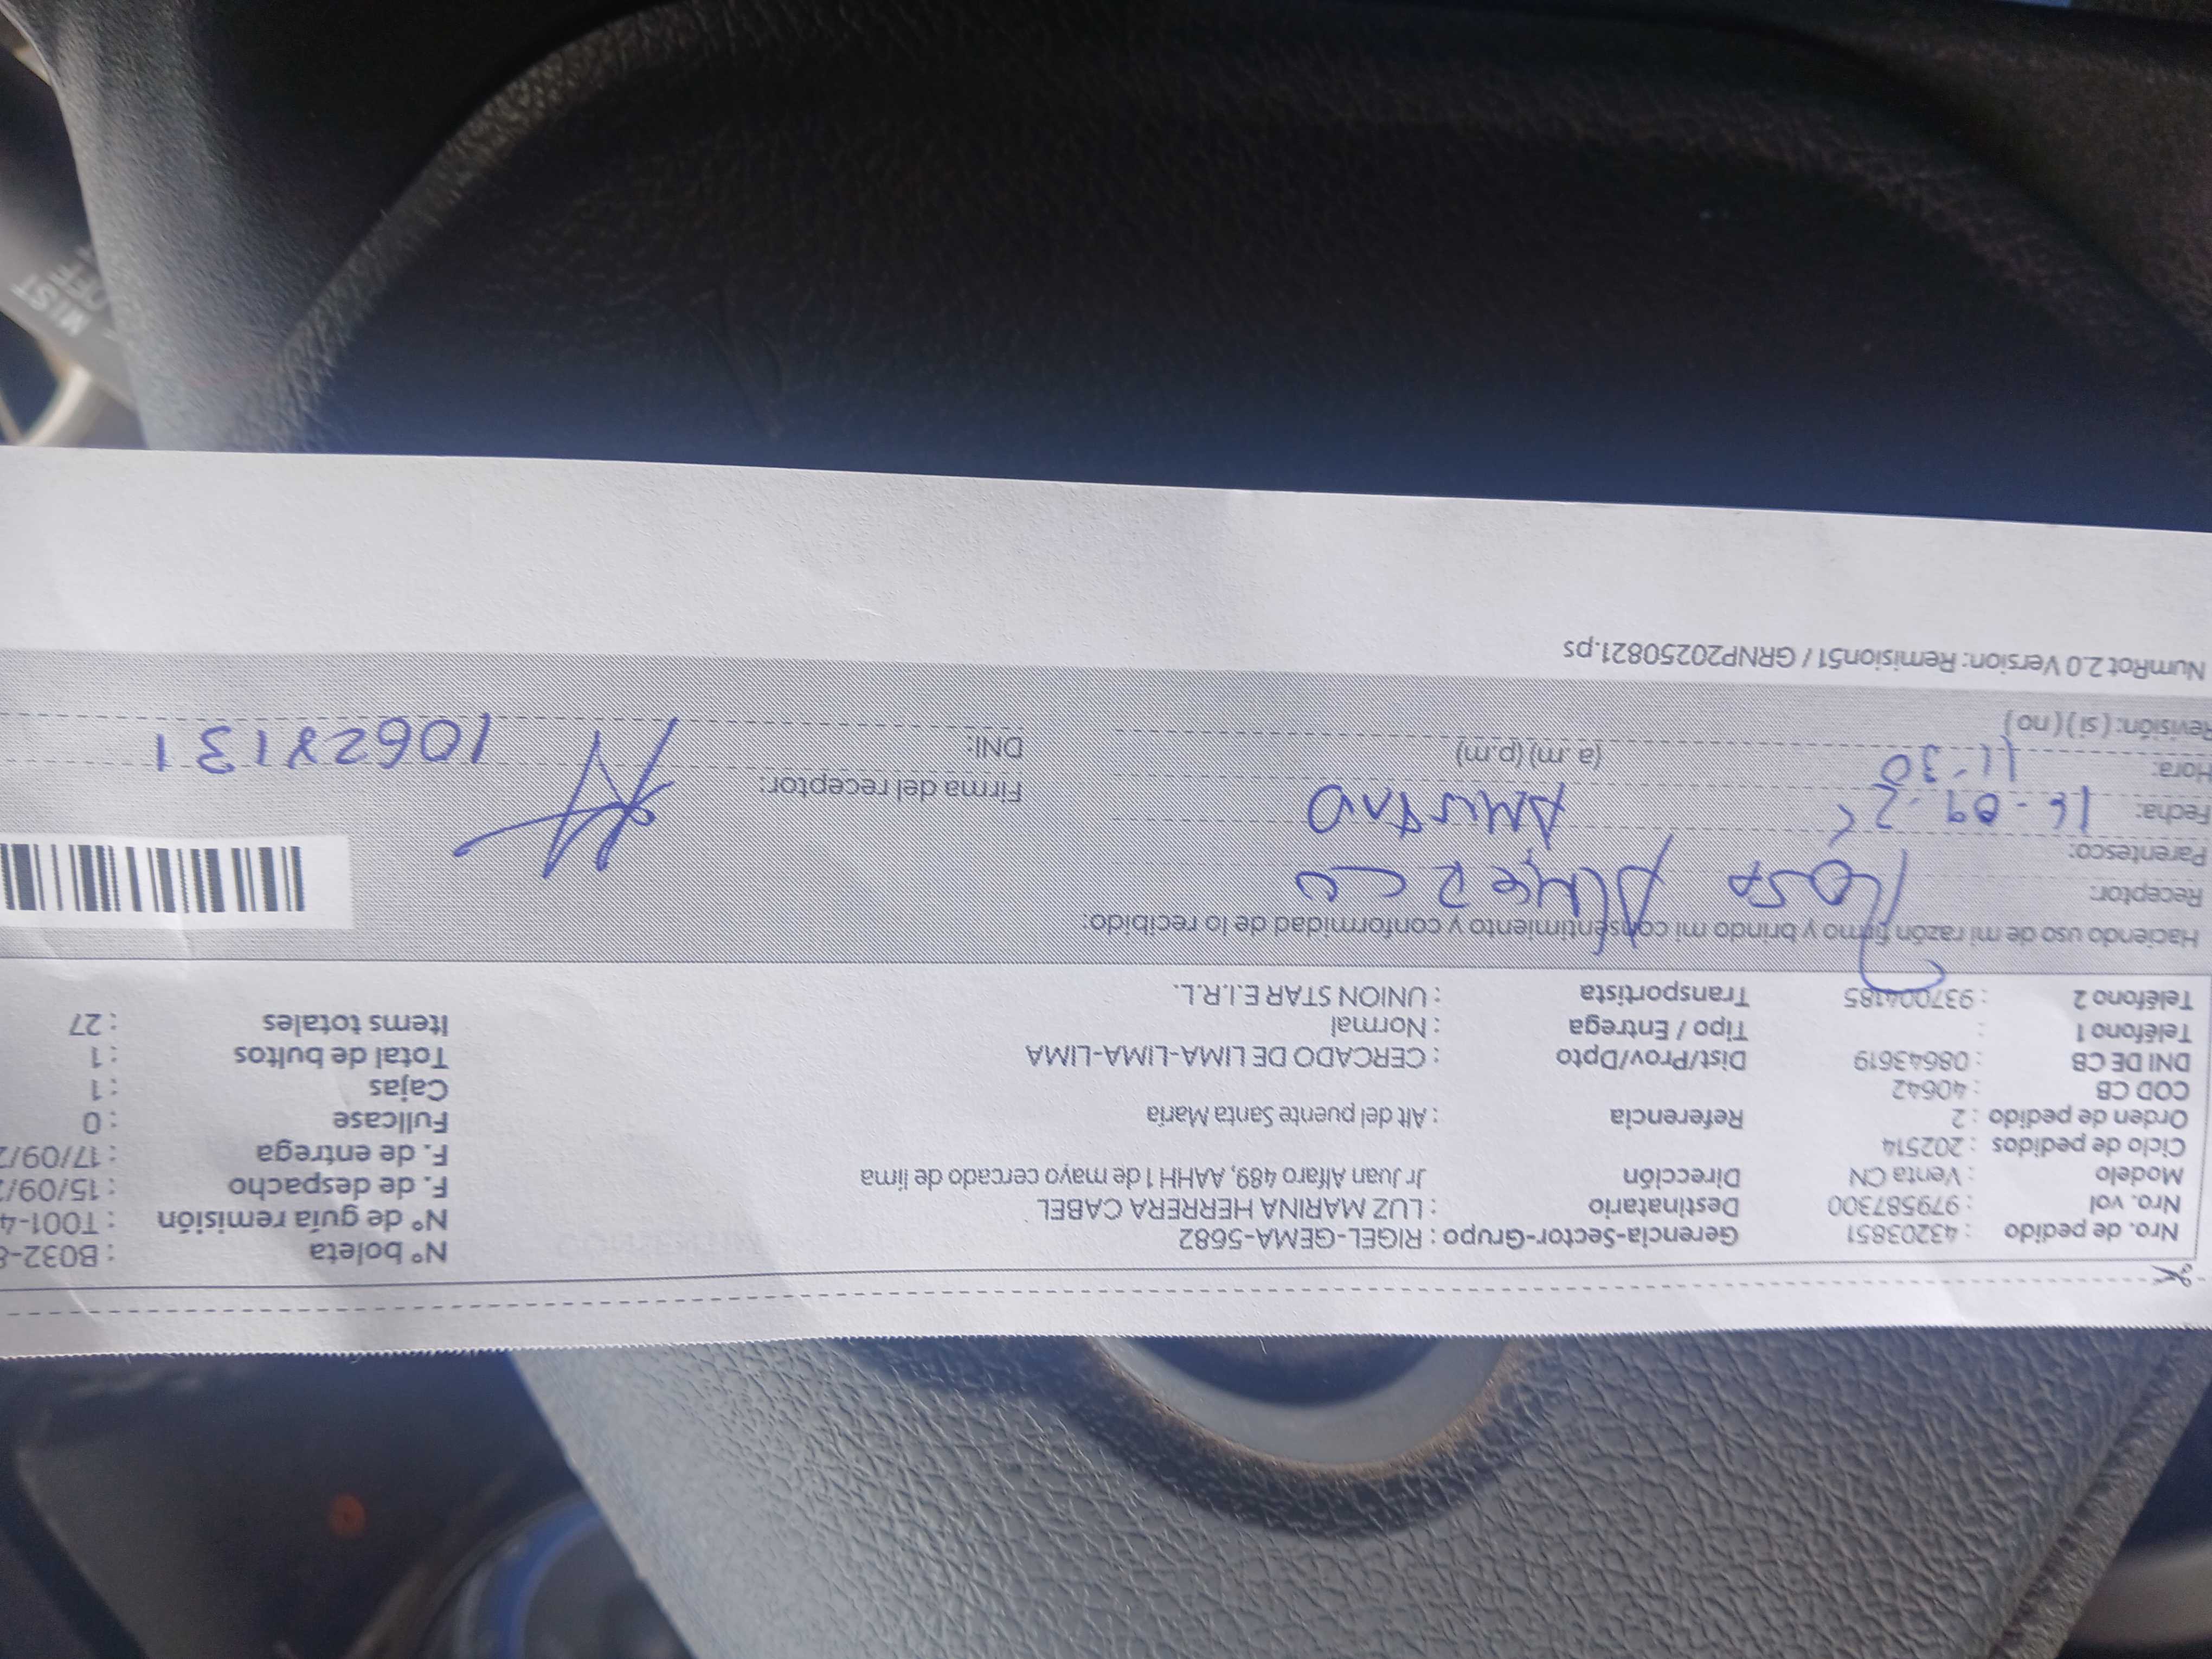 Nro. de pedido : 43203851 Gerencia-Sector-Grupo : RIGEL-GEMA-5682 N° boleta : B032-8
Nro. vol : 979587300 Destinatario : LUZ MARINA HERRERA CABEL N° de guía remisión : T001-4
Modelo : Venta CN Dirección Jr Juan Alfaro 489, AAHH 1 de mayo cercado de lima F. de despacho : 15/09/2
Ciclo de pedidos : 202514 F. de entrega : 17/09/2
Orden de pedido : 2 Referencia : Alt del puente Santa María Fullcase : 0
COD CB : 40642 Cajas : 1
DNI DE CB : 08643619 Dist/Prov/Dpto : CERCADO DE LIMA-LIMA-LIMA Total de bultos : 1
Teléfono 1 : Tipo / Entrega : Normal Items totales : 27
Teléfono 2 : 937004185 Transportista : UNION STAR E.I.R.L.
Haciendo uso de mi razón firmo y brindo mi consentimiento y conformidad de lo recibido:
Receptor: Rosa
Parentesco:
Fecha: 16-09-25 Firma del receptor:
Hora: 11-30 (a .m) (p.m) DNI: 10628131
Revisión: ( si ) ( no )
NumRot 2.0 Version: Remision51 / GRNP20250821.ps
MIST
OFF